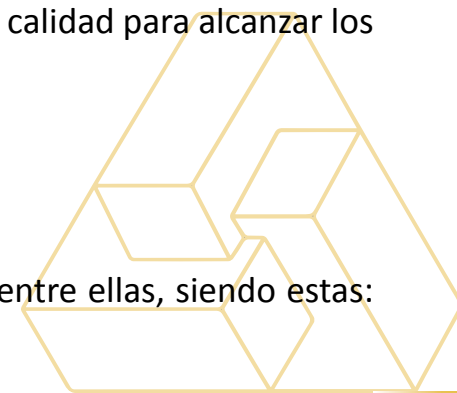 calidad para alcanzar los
entre ellas, siendo estas: